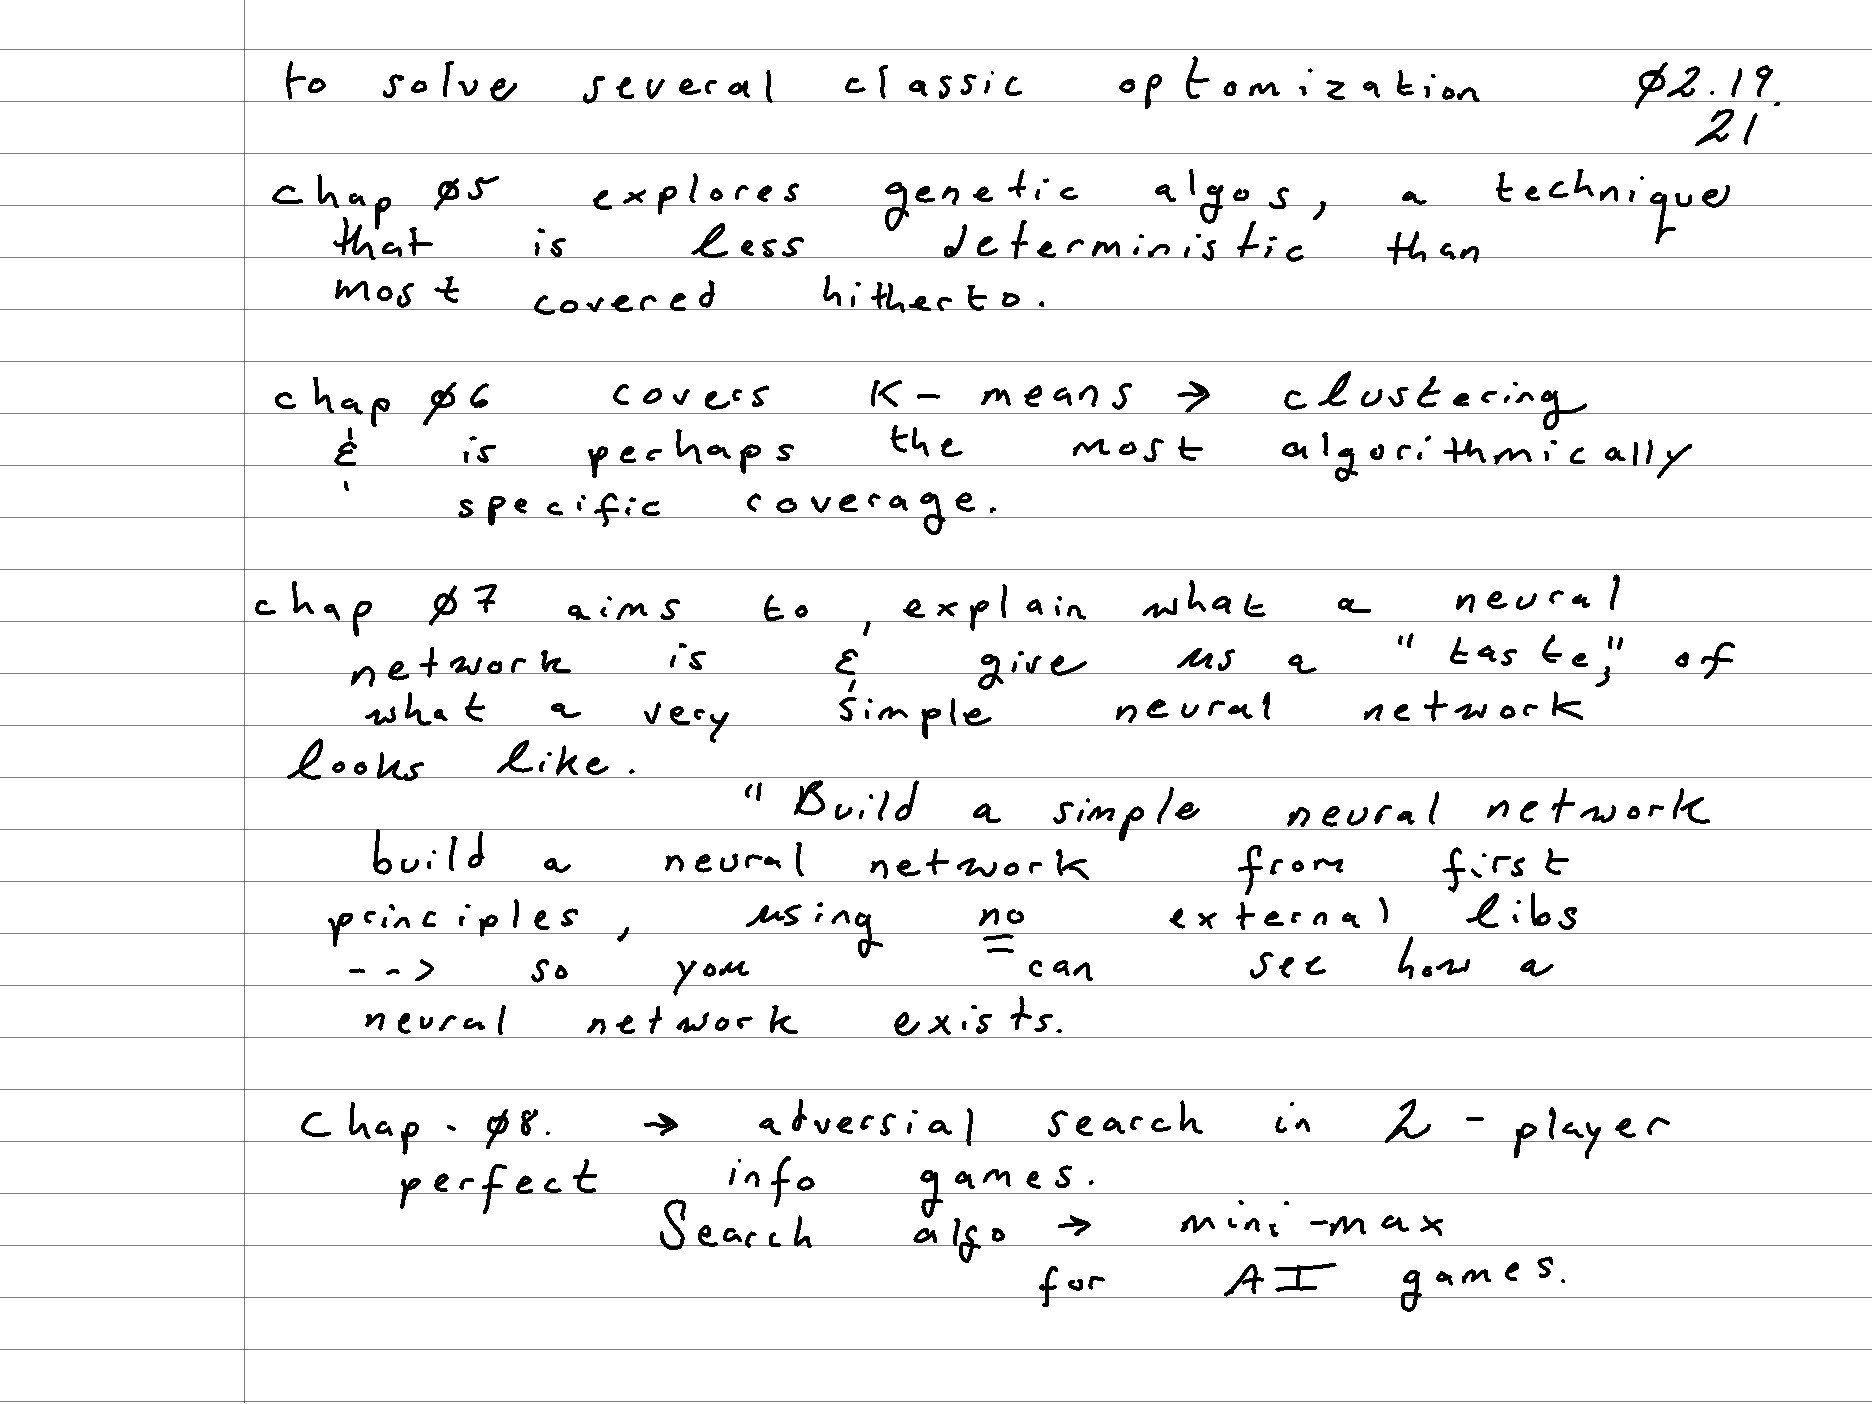 to solve several classic optomization ø2.19.
21
chap ø5 explores genetic algos, a technique
that is less deterministic than
most covered hitherto.
chap ø6 covers K- means → clustering
& is perhaps the most algorithmically
specific coverage.
chap ø7 aims to explain what a neural
network is & give us a "taste," of
what a very simple neural network
looks like.
"Build a simple neural network
build a neural network from first
principles, using no external libs
--> so you can see how a
neural network exists.
Chap. ø8. → adversial search in 2-player
perfect info games.
Search algo → mini-max
for AI games.